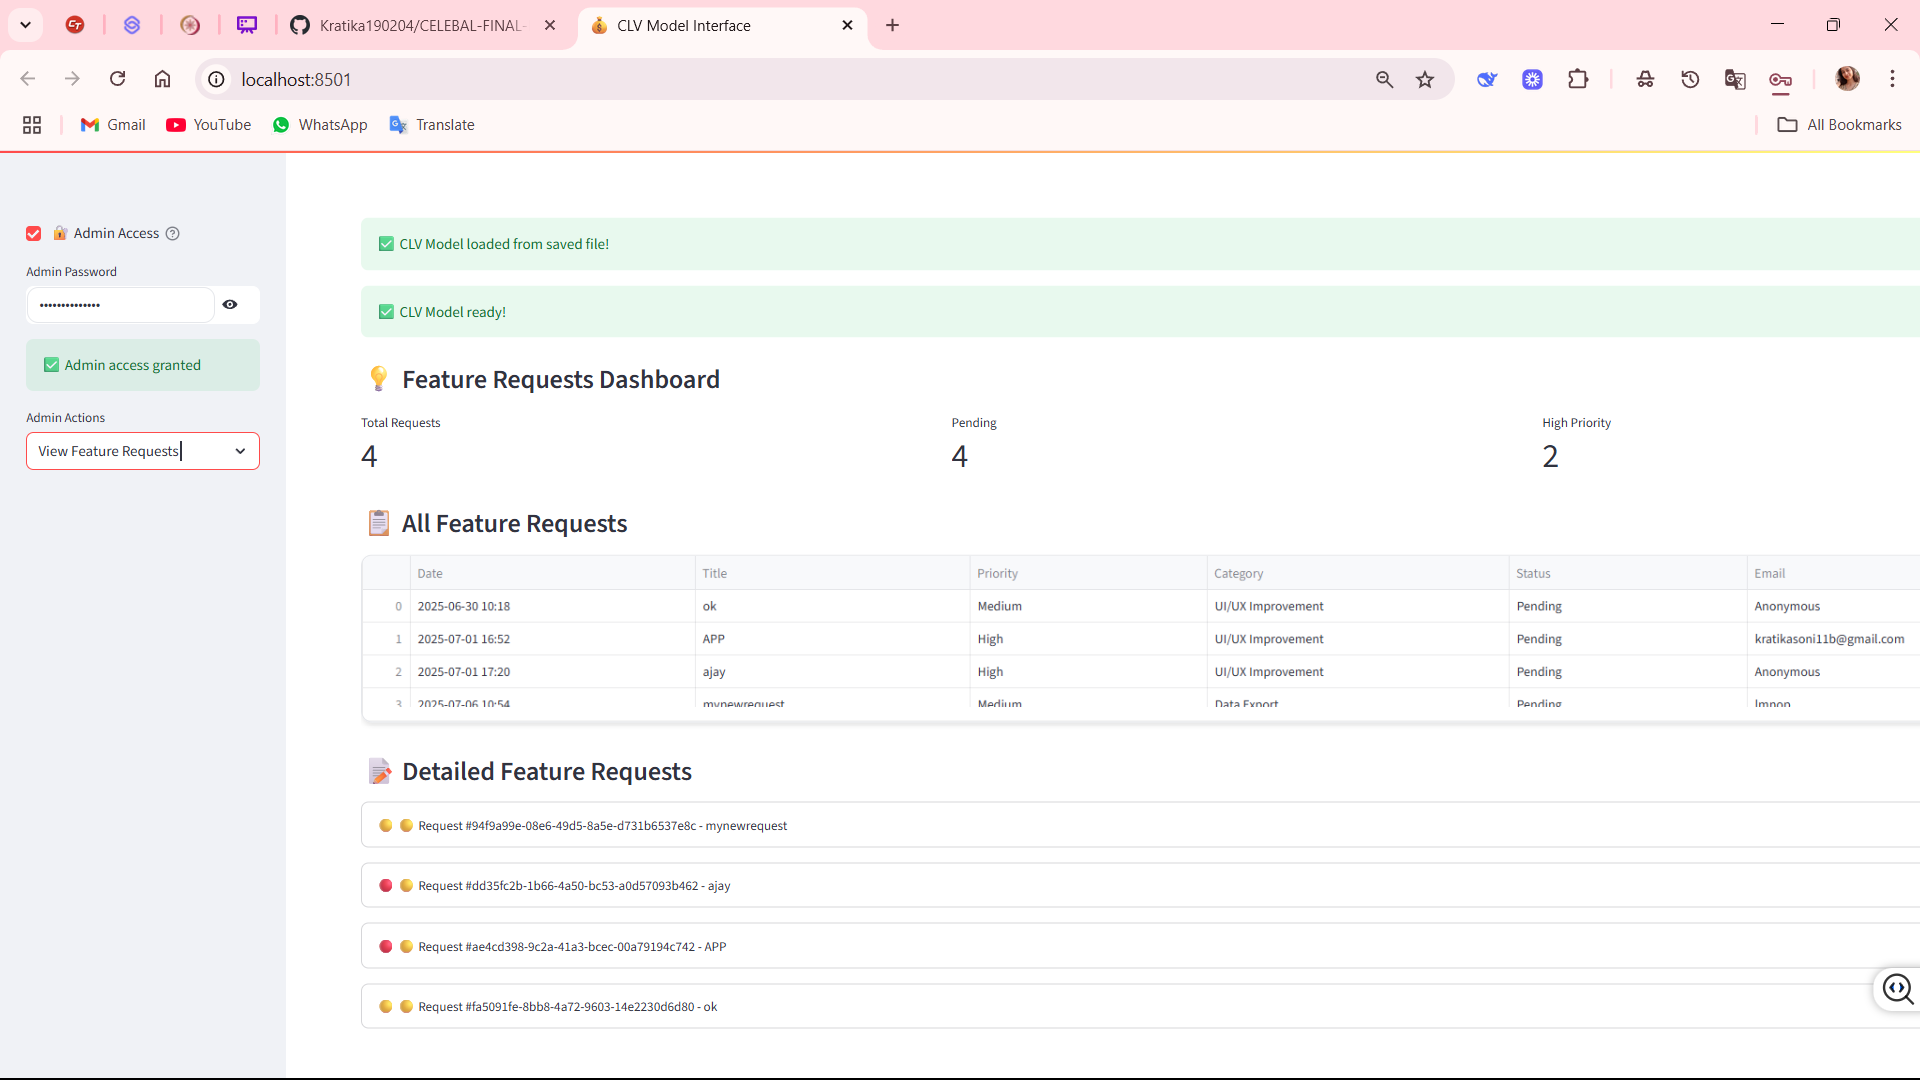 Kratika190204/CELEBAL-FINAL-
CLV Model Interface
localhost:8501
Gmail
YouTube
WhatsApp
Translate
All Bookmarks
Admin Access
Admin Password
••••••••••••••
Admin access granted
Admin Actions
View Feature Requests
CLV Model loaded from saved file!
CLV Model ready!
Feature Requests Dashboard
Total Requests Pending High Priority
4 4 2
All Feature Requests
Date Title Priority Category Status Email
0 2025-06-30 10:18 ok Medium UI/UX Improvement Pending Anonymous
1 2025-07-01 16:52 APP High UI/UX Improvement Pending kratikasoni11b@gmail.com
2 2025-07-01 17:20 ajay High UI/UX Improvement Pending Anonymous
3 2025-07-06 10:54 mynewrequest Medium Data Export Pending
Detailed Feature Requests
Request #94f9a99e-08e6-49d5-8a5e-d731b6537e8c - mynewrequest
Request #dd35fc2b-1b66-4a50-bc53-a0d57093b462 - ajay
Request #ae4cd398-9c2a-41a3-bcec-00a79194c742 - APP
Request #fa5091fe-8bb8-4a72-9603-14e2230d6d80 - ok